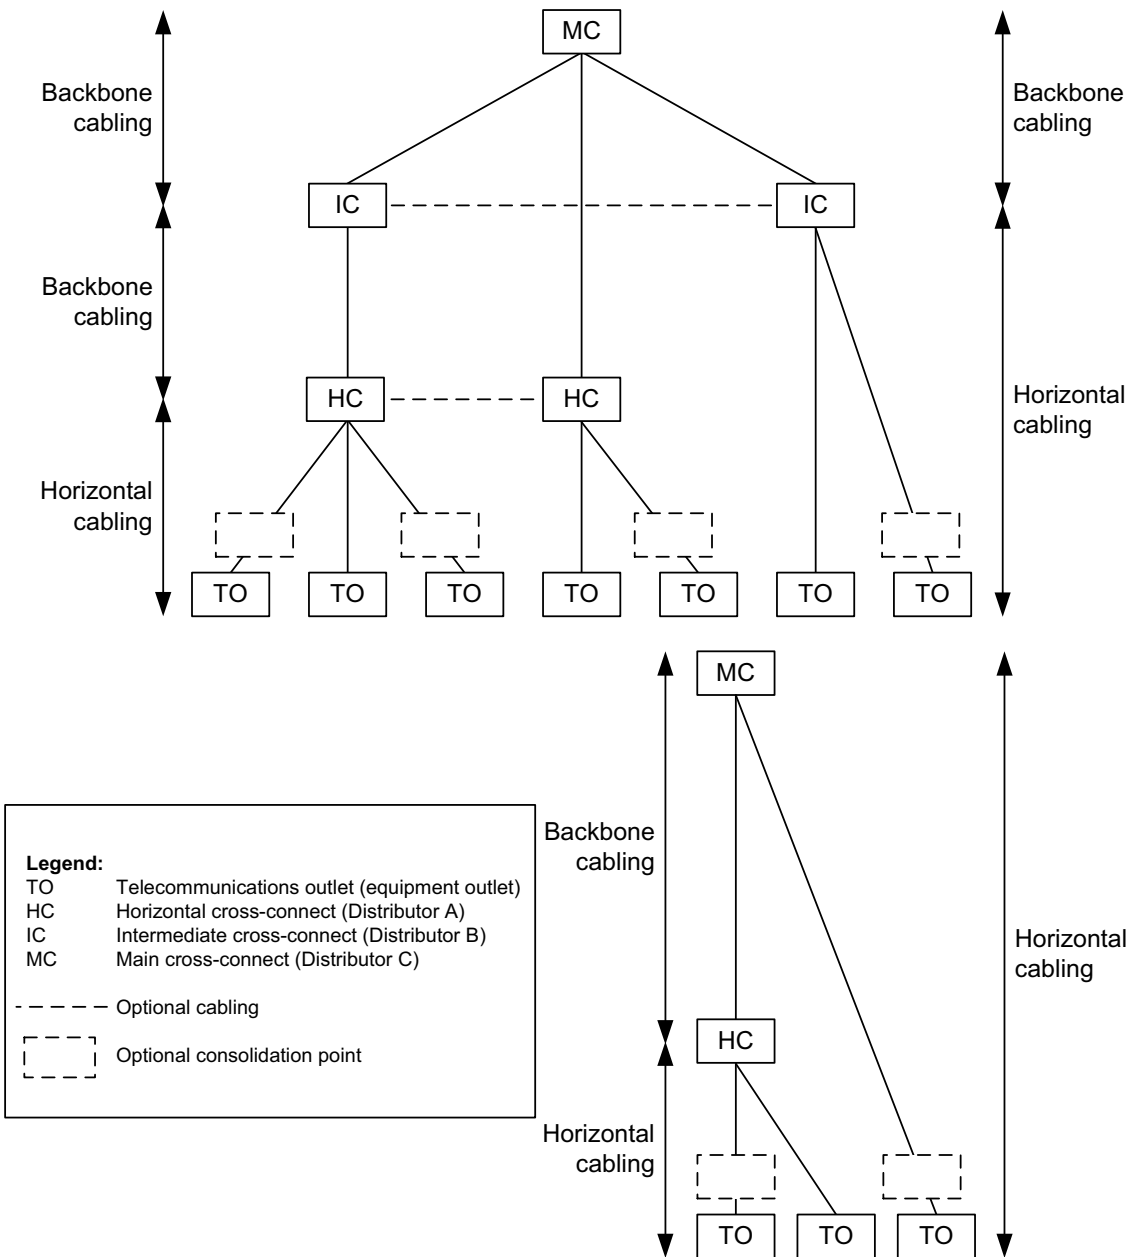 MC
Backbone
cabling
Backbone
cabling
IC
IC
Backbone
cabling
HC
HC
Horizontal
cabling
Horizontal
cabling
TO
TO
TO
TO
TO
TO
TO
MC
Backbone
cabling
Legend:
TO Telecommunications outlet (equipment outlet)
HC Horizontal cross-connect (Distributor A)
IC Intermediate cross-connect (Distributor B)
MC Main cross-connect (Distributor C)
Optional cabling
Optional consolidation point
Horizontal
cabling
HC
Horizontal
cabling
TO
TO
TO